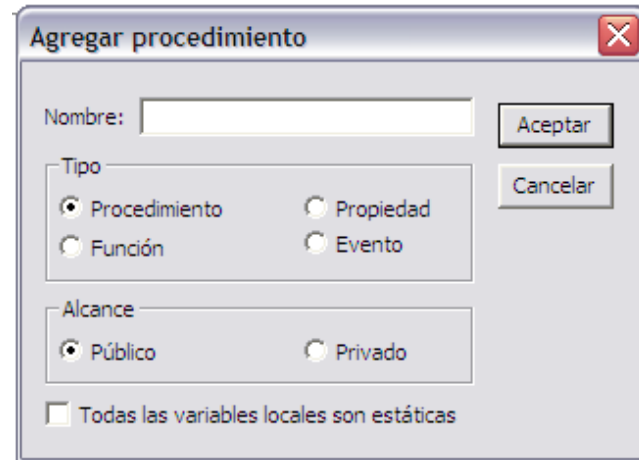 Agregar procedimiento
Nombre:
Aceptar
Cancelar
Tipo
Procedimiento Propiedad
Función Evento
Alcance
Público Privado
Todas las variables locales son estáticas